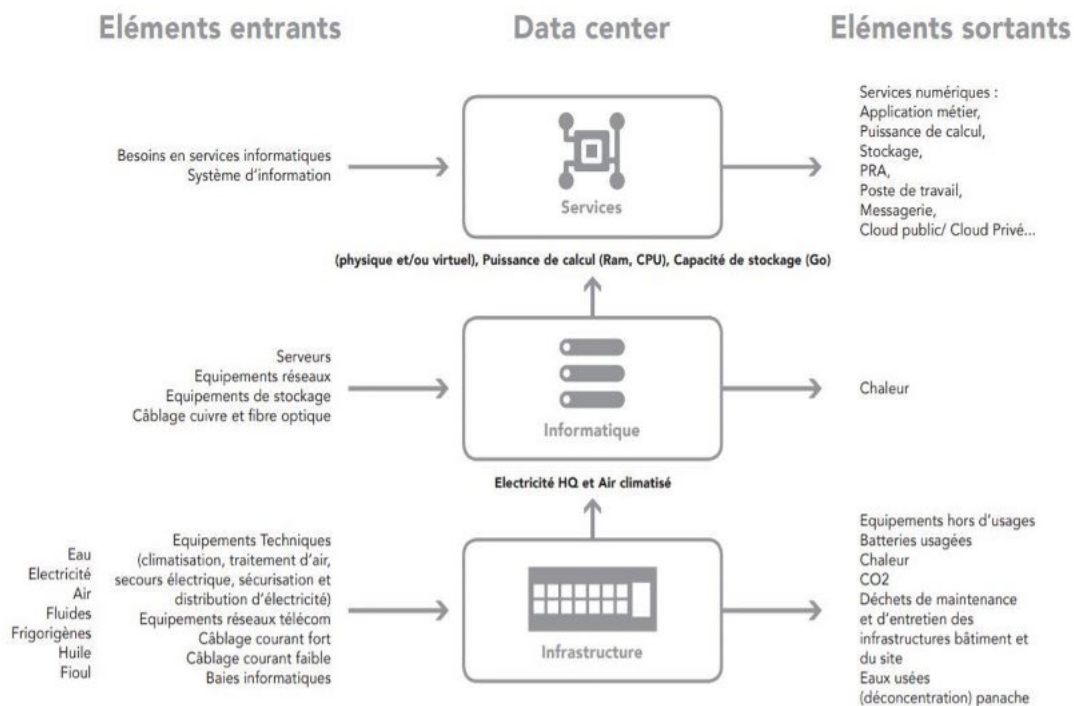 Eléments entrants
Data center
Eléments sortants
Besoins en services informatiques
Système d'information
Services
Services numériques :
Application métier,
Puissance de calcul,
Stockage,
PRA,
Poste de travail,
Messagerie,
Cloud public/ Cloud Privé...
(physique et/ou virtuel), Puissance de calcul (Ram, CPU), Capacité de stockage (Go)
Serveurs
Equipements réseaux
Equipements de stockage
Câblage cuivre et fibre optique
Informatique
Chaleur
Electricité HQ et Air climatisé
Eau
Electricité
Air
Fluides
Frigorigènes
Huile
Fioul
Equipements Techniques
(climatisation, traitement d'air,
secours électrique, sécurisation et
distribution d'électricité)
Equipements réseaux télécom
Câblage courant fort
Câblage courant faible
Baies informatiques
Infrastructure
Equipements hors d'usages
Batteries usagées
Chaleur
CO2
Déchets de maintenance
et d'entretien des
infrastructures bâtiment et
du site
Eaux usées
(déconcentration) panache